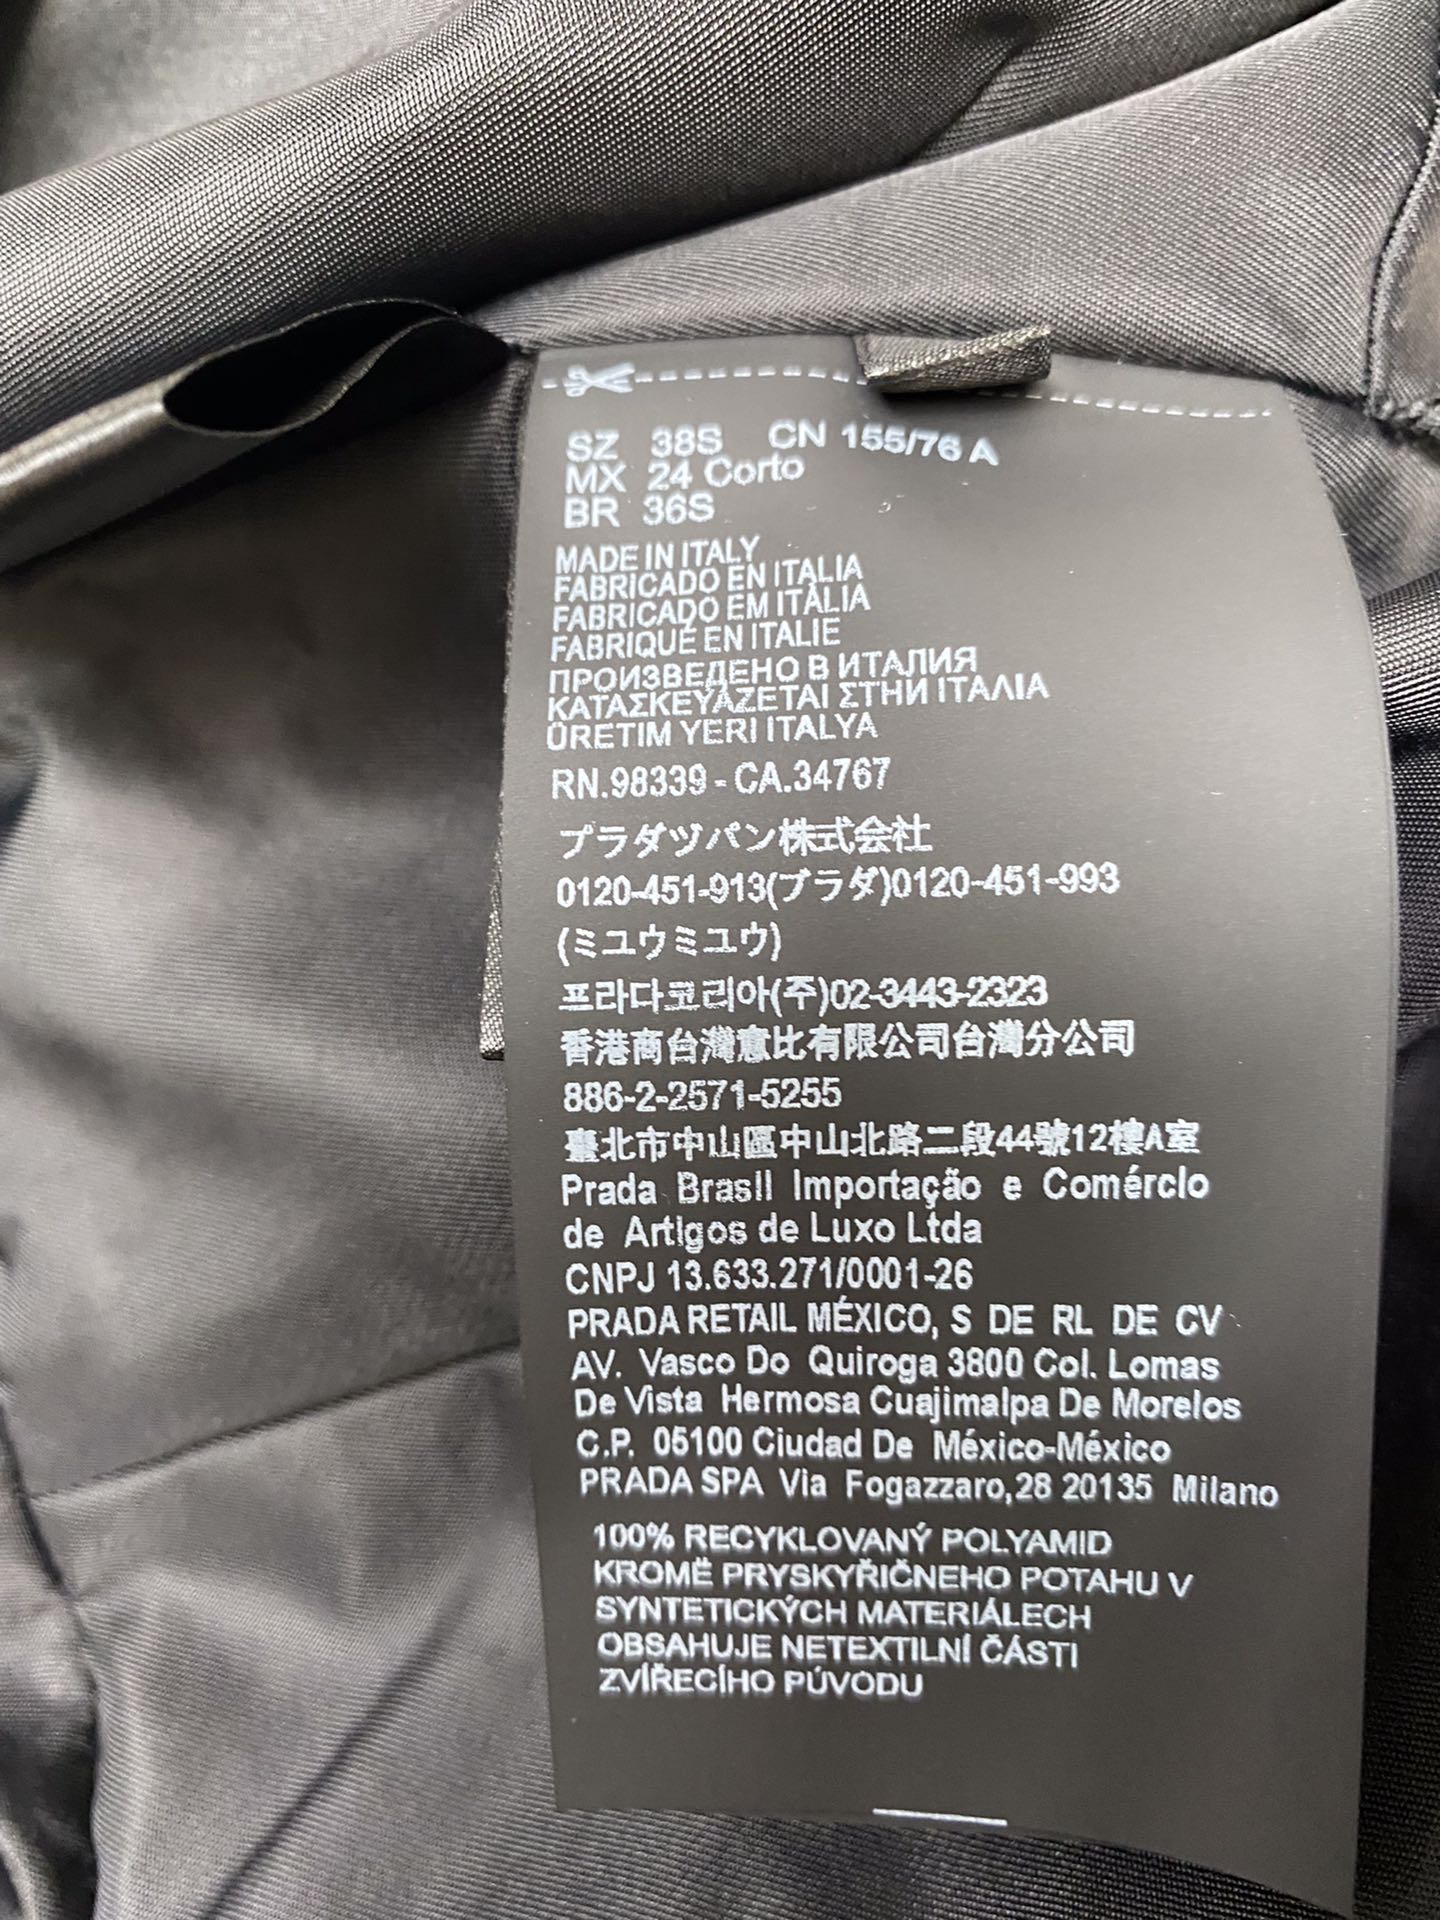 SZ 38S CN 155/76 A
MX 24 Corto
BR 36S
MADE IN ITALY
FABRICADO EN ITALIA
FABRICADO EM ITÁLIA
FABRIQUÉ EN ITALIE
ПРОИЗВЕДЕНО В ИТАЛИЯ
ΚΑΤΑΣΚΕΥΆΖΕΤΑΙ ΣΤΗΝ ΙΤΑΛΙΑ
ÜRETIM YERI ITALYA
RN.98339 - CA.34767
プラダツパン株式会社
0120-451-913(プラダ)0120-451-993
(ミユウミユウ)
프라다코리아(주)02-3443-2323
香港商台灣意比有限公司台灣分公司
886-2-2571-5255
臺北市中山區中山北路二段44號12樓A室
Prada Brasil Importação e Comércio
de Artigos de Luxo Ltda
CNPJ 13.633.271/0001-26
PRADA RETAIL MÉXICO, S DE RL DE CV
AV. Vasco Do Quiroga 3800 Col. Lomas
De Vista Hermosa Cuajimalpa De Morelos
C.P. 05100 Ciudad De México-México
PRADA SPA Via Fogazzaro,28 20135 Milano
100% RECYKLOVANÝ POLYAMID
KROMĚ PRYSKYŘIČNEHO POTAHU V
SYNTETICKÝCH MATERIÁLECH
OBSAHUJE NETEXTILNÍ ČÁSTI
ZVÍŘECÍHO PÚVODU